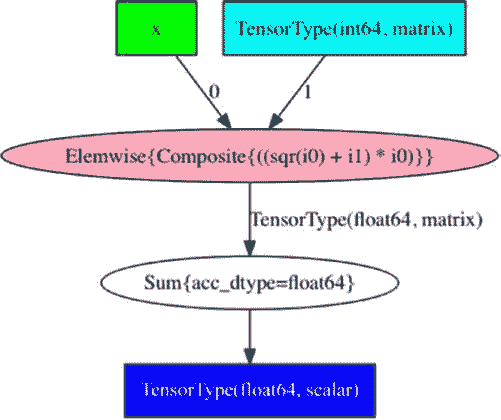 x
TensorType(int64, matrix)
0
1
Elemwise{Composite{((sqr(i0) + i1) * i0)}}
TensorType(float64, matrix)
Sum{acc_dtype=float64}
TensorType(float64, scalar)